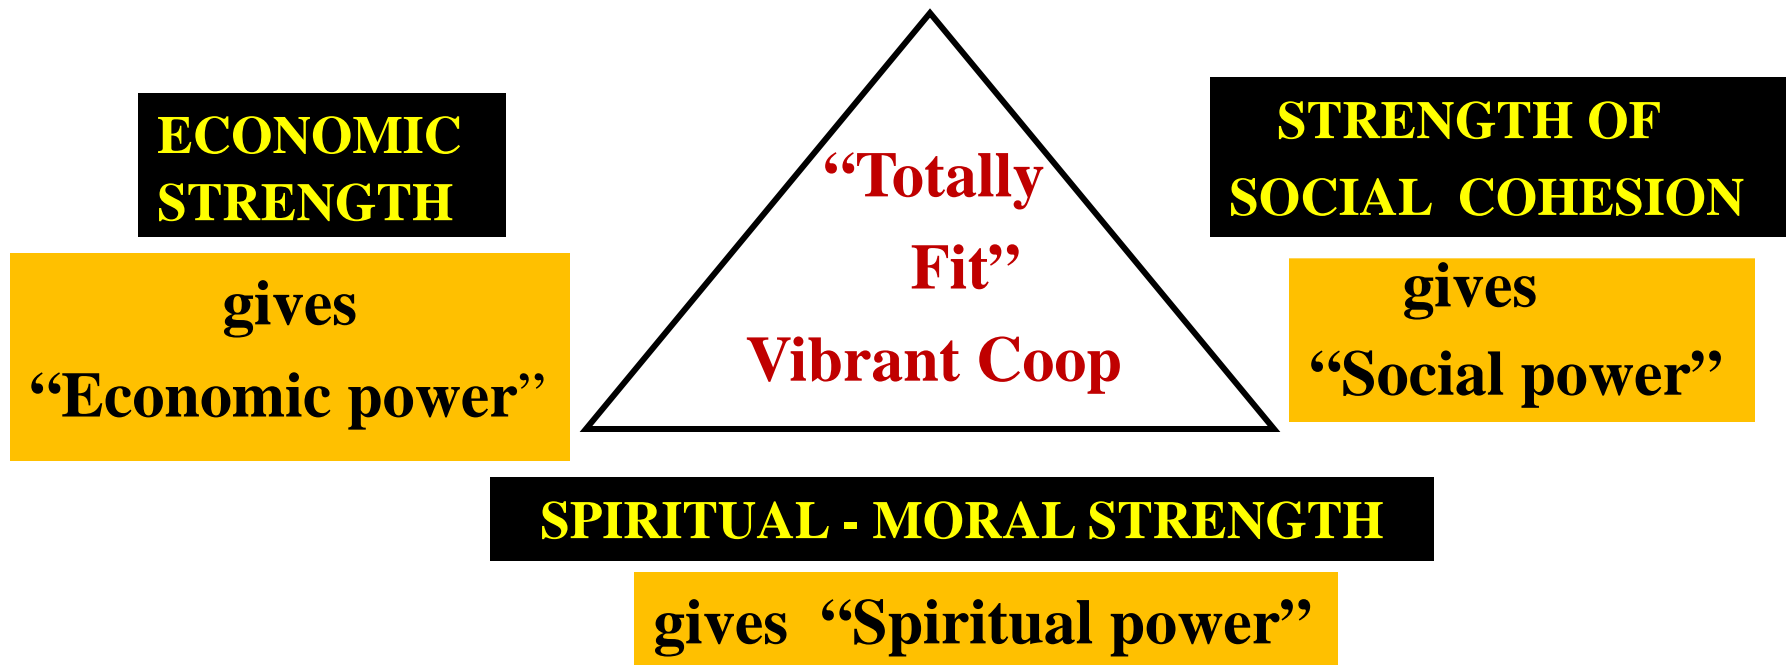 ECONOMIC
STRENGTH
gives
“Economic power”
“Totally
Fit”
Vibrant Coop
STRENGTH OF
SOCIAL COHESION
gives
“Social power”
SPIRITUAL - MORAL STRENGTH
gives “Spiritual power”